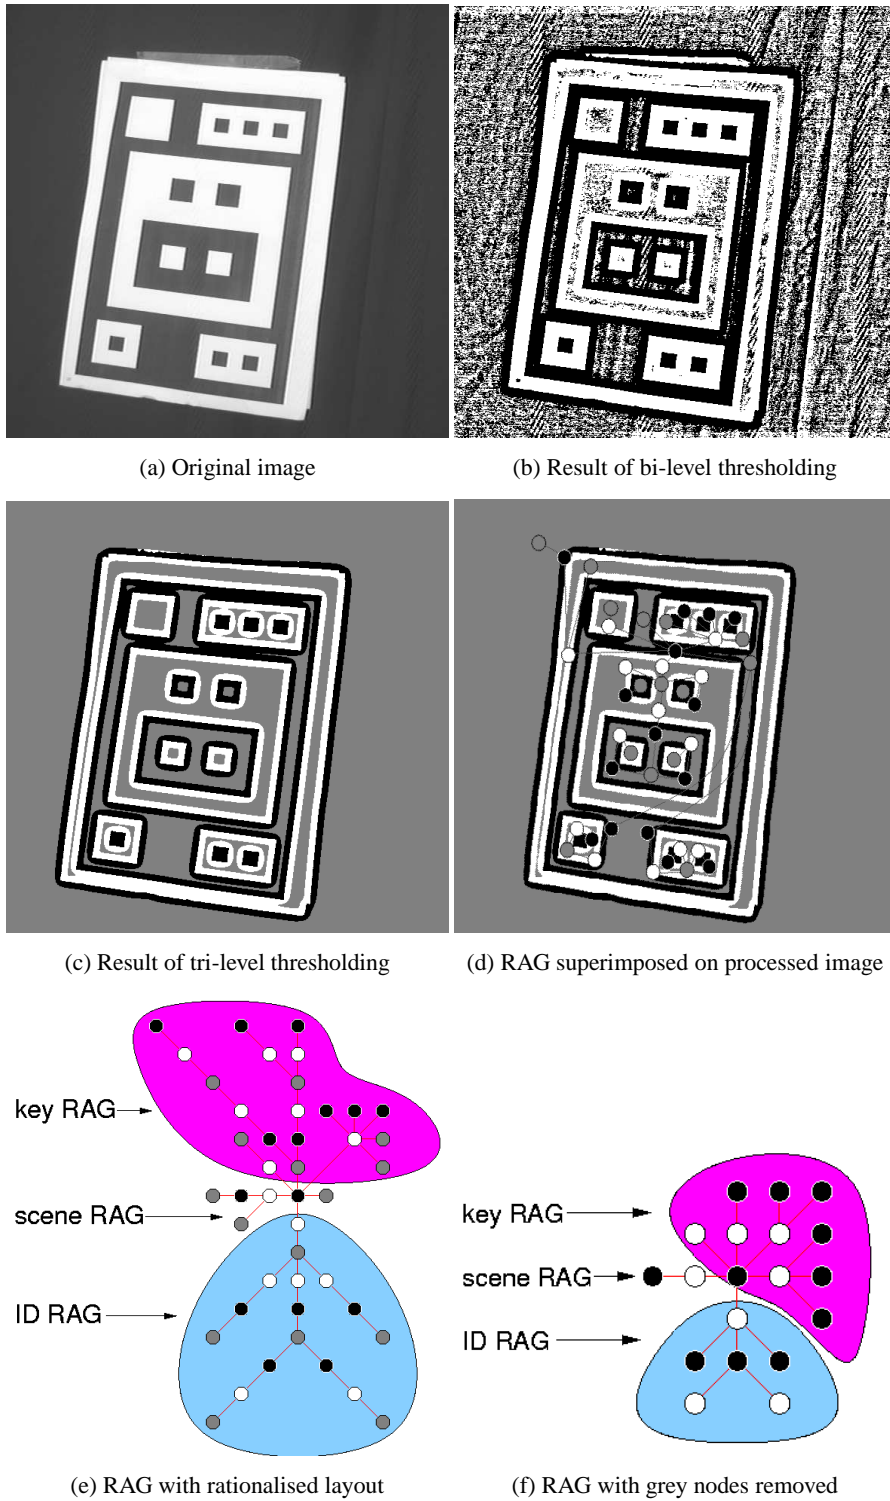 (a) Original image
(b) Result of bi-level thresholding
(c) Result of tri-level thresholding
(d) RAG superimposed on processed image
key RAG
scene RAG
ID RAG
key RAG
scene RAG
ID RAG
(e) RAG with rationalised layout
(f) RAG with grey nodes removed